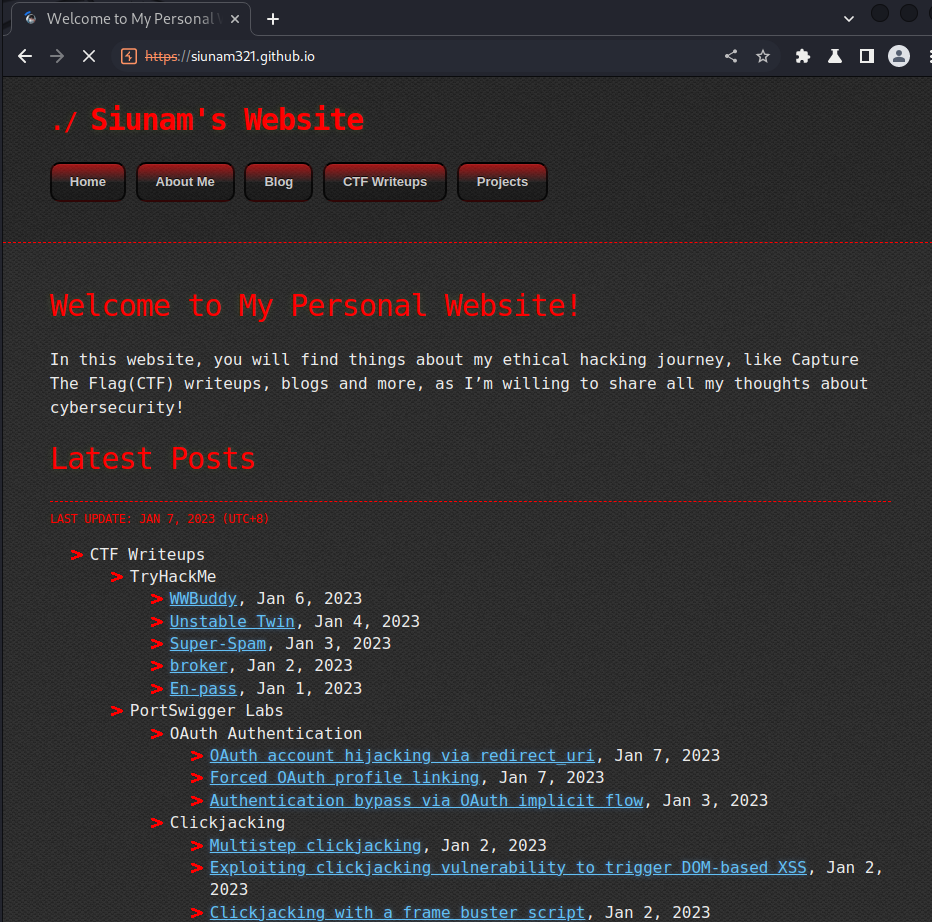 Welcome to My Personal
https://siunam321.github.io
./ Siunam's Website
Home About Me Blog CTF Writeups Projects
Welcome to My Personal Website!
In this website, you will find things about my ethical hacking journey, like Capture
The Flag(CTF) writeups, blogs and more, as I’m willing to share all my thoughts about
cybersecurity!
Latest Posts
LAST UPDATE: JAN 7, 2023 (UTC+8)
> CTF Writeups
> TryHackMe
> WWBuddy, Jan 6, 2023
> Unstable Twin, Jan 4, 2023
> Super-Spam, Jan 3, 2023
> broker, Jan 2, 2023
> En-pass, Jan 1, 2023
> PortSwigger Labs
> OAuth Authentication
> OAuth account hijacking via redirect_uri, Jan 7, 2023
> Forced OAuth profile linking, Jan 7, 2023
> Authentication bypass via OAuth implicit flow, Jan 3, 2023
> Clickjacking
> Multistep clickjacking, Jan 2, 2023
> Exploiting clickjacking vulnerability to trigger DOM-based XSS, Jan 2,
2023
> Clickjacking with a frame buster script, Jan 2, 2023